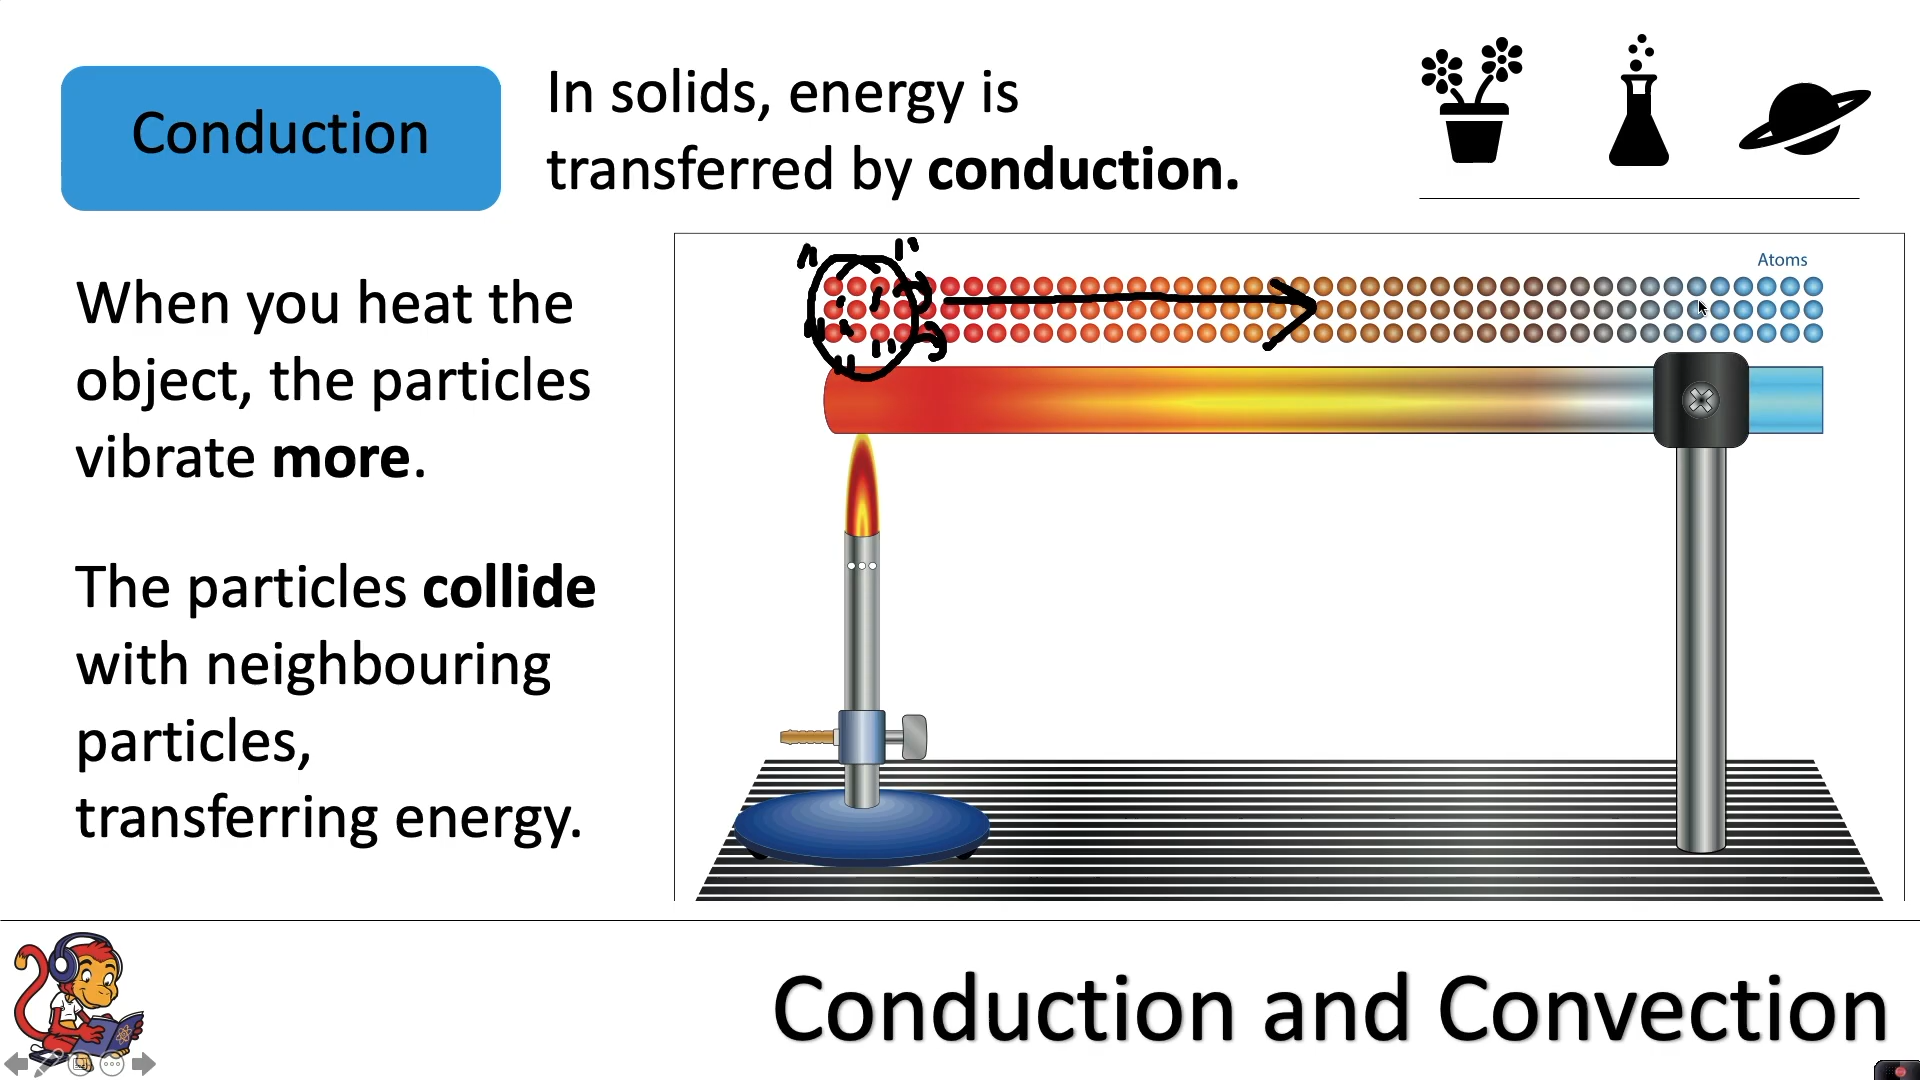 Conduction
In solids, energy is
transferred by conduction.
When you heat the
object, the particles
vibrate more.
The particles collide
with neighbouring
particles,
transferring energy.
Atoms
Conduction and Convection